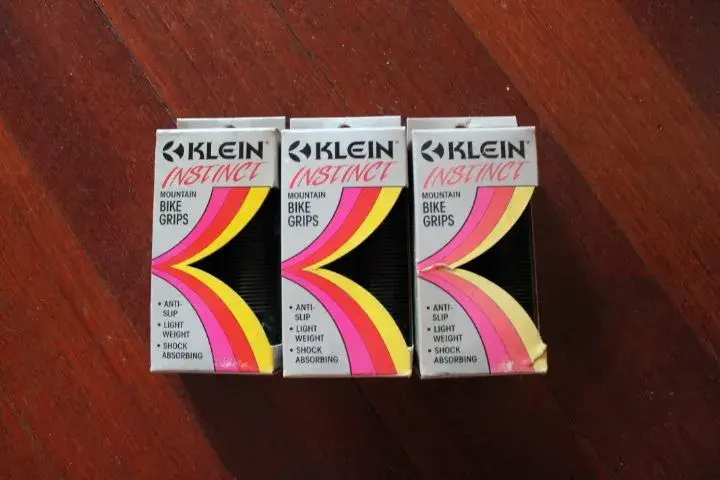 KLEIN
INSTINCT
MOUNTAIN
BIKE
GRIPS
• ANTI-
SLIP
• LIGHT
WEIGHT
• SHOCK
ABSORBING
KLEIN
INSTINCT
MOUNTAIN
BIKE
GRIPS
• ANTI-
SLIP
• LIGHT
WEIGHT
• SHOCK
ABSORBING
KLEIN
INSTINCT
MOUNTAIN
BIKE
GRIPS
• ANTI-
SLIP
• LIGHT
WEIGHT
• SHOCK
ABSORBING